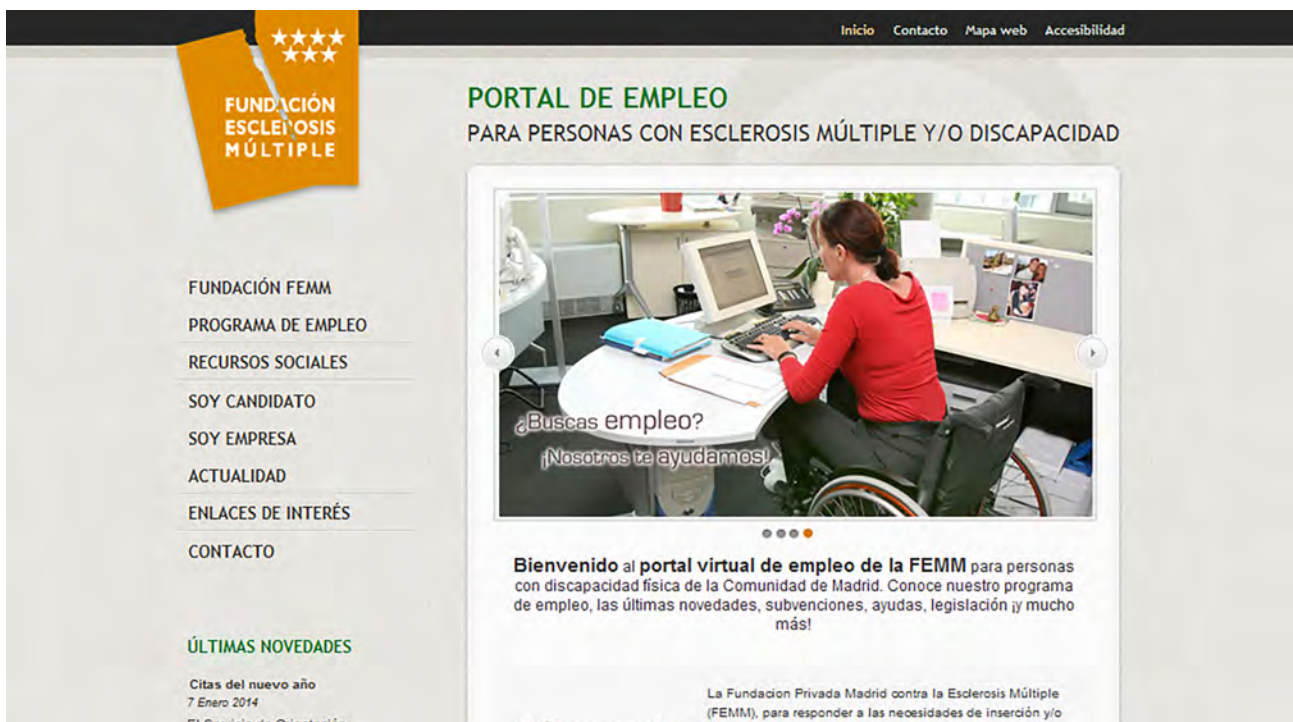 Inicio Contacto Mapa web Accesibilidad
FUNDACIÓN
ESCLEROSIS
MÚLTIPLE
PORTAL DE EMPLEO
PARA PERSONAS CON ESCLEROSIS MÚLTIPLE Y/O DISCAPACIDAD
FUNDACIÓN FEMM
PROGRAMA DE EMPLEO
RECURSOS SOCIALES
SOY CANDIDATO
SOY EMPRESA
ACTUALIDAD
ENLACES DE INTERÉS
CONTACTO
¿Buscas empleo?
¡Nosotros te ayudamos!
Bienvenido al portal virtual de empleo de la FEMM para personas
con discapacidad física de la Comunidad de Madrid. Conoce nuestro programa
de empleo, las últimas novedades, subvenciones, ayudas, legislación ¡y mucho
más!
ÚLTIMAS NOVEDADES
Citas del nuevo año
7 Enero 2014
El Servicio de Orientación
La Fundacion Privada Madrid contra la Esclerosis Múltiple
(FEMM), para responder a las necesidades de inserción y/o